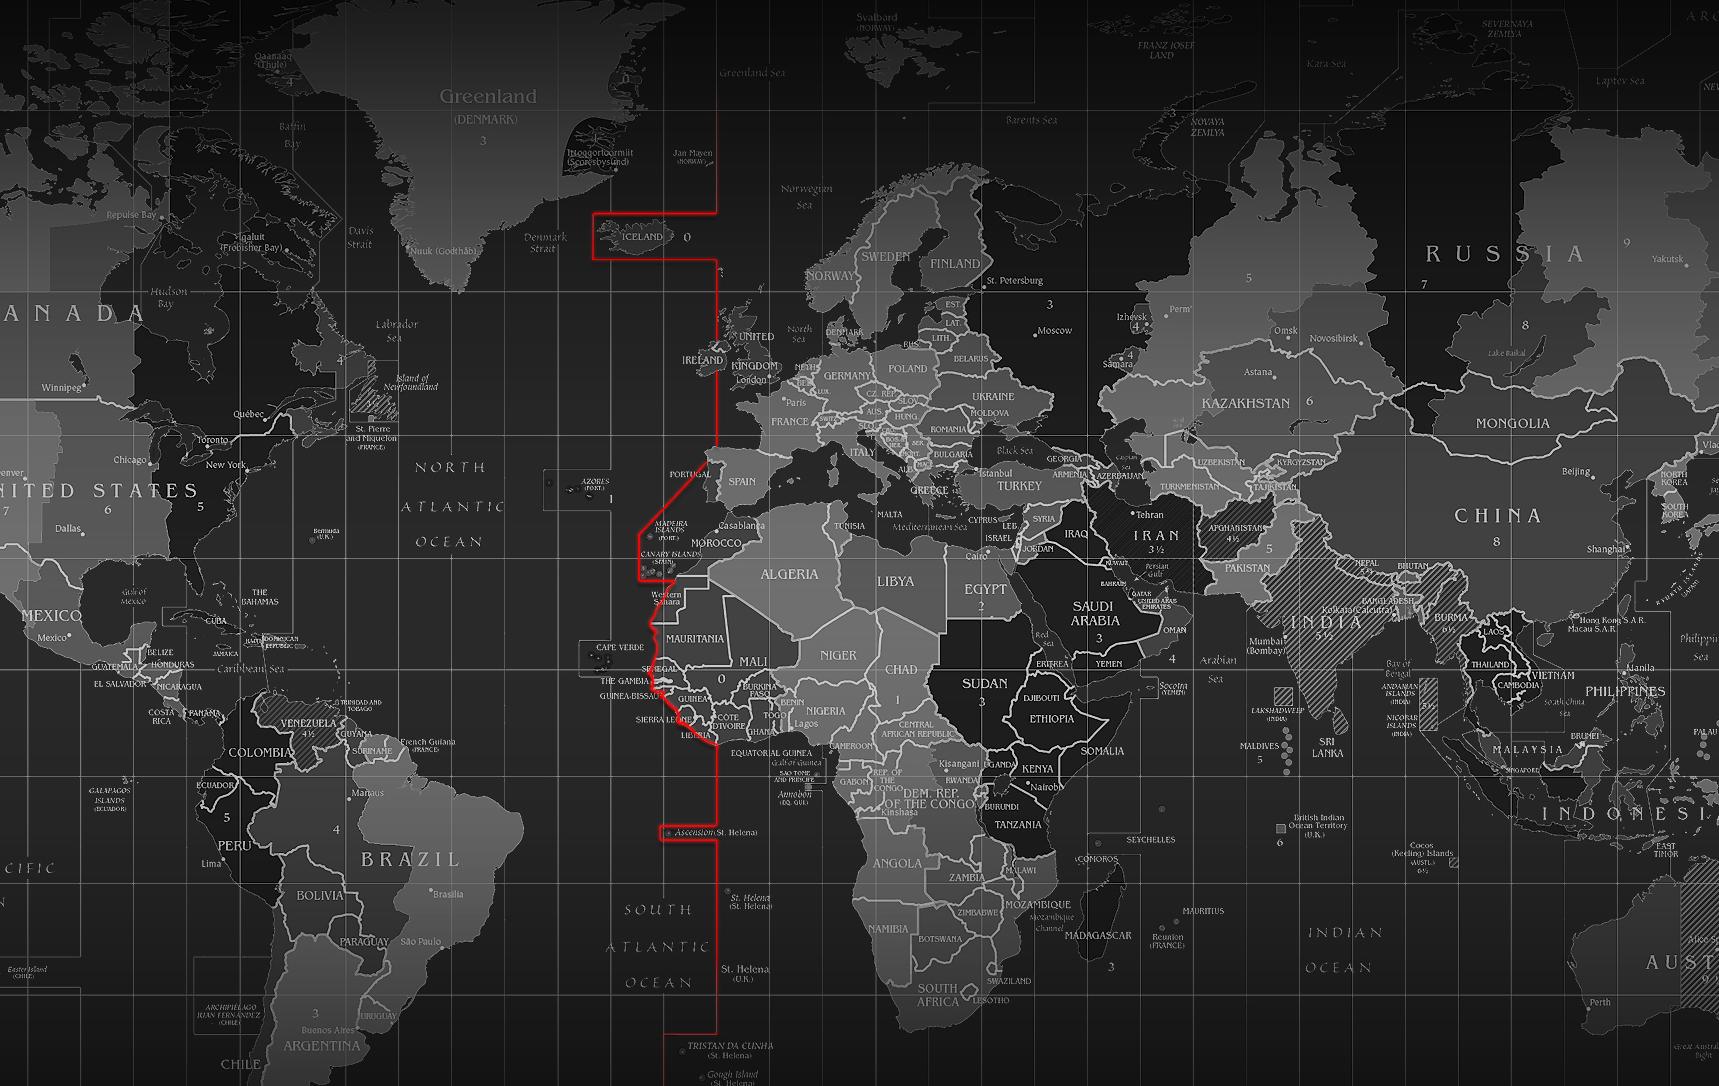 Svalbard
(NORWAY)
SEVERNAYA
ZEMLYA
FRANZ JOSEF
LAND
Kara Sea
Laptev Sea
Qaanaaq
(Thule)
4
Greenland Sea
Greenland
(DENMARK)
3
0
Baffin
Bay
Barents Sea
3
NOVAYA
ZEMLYA
Ittoqqortoormiit
(Scoresbysund)
Jan Mayen
(NORWAY)
Norwegian
Sea
Repulse Bay
Iqaluit
(Frobisher Bay)
Davis
Strait
Nuuk (Godthåb)
Denmark
Strait
ICELAND
0
SWEDEN
FINLAND
NORWAY
St. Petersburg
RUSSIA
9
Yakutsk
5
7
Hudson
Bay
ANADA
Labrador
Sea
3
Izhevsk
4
Perm'
Omsk
Novosibirsk
8
Lake Baikal
Moscow
North
Sea
UNITED
KINGDOM
London
IRELAND
DENMARK
EST.
LAT.
LITH.
RUS.
BELARUS
4
Samara
Astana
KAZAKHSTAN
6
MONGOLIA
4
Island of
Newfoundland
Winnipeg
Québec
St. Pierre
and Miquelon
(FRANCE)
GERMANY
POLAND
LUX.
CZ. REP.
SLOV.
UKRAINE
MOLDOVA
Paris
FRANCE
AUS.
HUNG.
ROMANIA
SLO.
ITALY
SER.
BULGARIA
ALB.
GREECE
Black Sea
Istanbul
TURKEY
GEORGIA
ARMENIA
AZERBAIJAN
UZBEKISTAN
TURKMENISTAN
KYRGYZSTAN
TAJIKISTAN
Beijing
NORTH
KOREA
SOUTH
KOREA
Toronto
Chicago
New York
NITED STATES
7
6
5
Dallas
NORTH
ATLANTIC
OCEAN
AZORES
(PORT.)
1
PORTUGAL
SPAIN
Bermuda
(U.K.)
MADEIRA
ISLANDS
(PORT.)
Casablanca
MOROCCO
CANARY ISLANDS
(SPAIN)
TUNISIA
MALTA
Mediterranean Sea
CYPRUS
LEB.
ISRAEL
SYRIA
JORDAN
IRAQ
Cairo
Tehran
IRAN
3½
AFGHANISTAN
4½
PAKISTAN
5
CHINA
8
Shanghai
KUWAIT
Persian
Gulf
BAHRAIN
QATAR
UNITED ARAB
EMIRATES
NEPAL
BHUTAN
BANGLADESH
Kolkata(Calcutta)
INDIA
5½
Mumbai
(Bombay)
BURMA
6½
LAOS
Hong Kong S.A.R.
Macau S.A.R.
RYUKYU ISLANDS
(JAPAN)
Gulf of
Mexico
MEXICO
Mexico
THE
BAHAMAS
CUBA
HAITI
DOMINICAN
REPUBLIC
JAMAICA
BELIZE
GUATEMALA
HONDURAS
EL SALVADOR
NICARAGUA
COSTA
RICA
PANAMA
Caribbean Sea
TRINIDAD AND
TOBAGO
Western
Sahara
ALGERIA
LIBYA
EGYPT
2
SAUDI
ARABIA
3
OMAN
4
Arabian
Sea
Red
Sea
MAURITANIA
CAPE VERDE
SENEGAL
THE GAMBIA
GUINEA-BISSAU
MALI
0
NIGER
CHAD
1
SUDAN
3
ERITREA
YEMEN
Socotra
(YEMEN)
DJIBOUTI
ETHIOPIA
SOMALIA
GUINEA
BURKINA
FASO
SIERRA LEONE
CÔTE
D'IVOIRE
LIBERIA
GHANA
TOGO
BENIN
NIGERIA
Lagos
CENTRAL
AFRICAN REPUBLIC
CAMEROON
EQUATORIAL GUINEA
Gulf of Guinea
SAO TOME
AND PRINCIPE
Annobon
(EQ. GUI.)
LAKSHADWEEP
(INDIA)
Bay of
Bengal
ANDAMAN
ISLANDS
(INDIA)
5½
NICOBAR
ISLANDS
(INDIA)
THAILAND
VIETNAM
CAMBODIA
South China
Sea
Manila
PHILIPPINES
Philippine
Sea
PALAU
MALDIVES
5
SRI
LANKA
MALAYSIA
BRUNEI
SINGAPORE
INDONESI
EAST
TIMOR
VENEZUELA
4½
GUYANA
SURINAME
French Guiana
(FRANCE)
COLOMBIA
ECUADOR
GALAPAGOS
ISLANDS
(ECUADOR)
Manaus
5
4
PERU
Lima
BRAZIL
Brasilia
BOLIVIA
PARAGUAY
São Paulo
GABON
REP. OF
THE
CONGO
Kisangani
UGANDA
RWANDA
KENYA
Nairobi
DEM. REP.
OF THE CONGO
Kinshasa
BURUNDI
TANZANIA
SEYCHELLES
British Indian
Ocean Territory
(U.K.)
6
Cocos
(Keeling) Islands
(AUSTL.)
6½
COMOROS
Ascension (St. Helena)
ANGOLA
ZAMBIA
MALAWI
MOZAMBIQUE
Mozambique
Channel
MADAGASCAR
3
MAURITIUS
Reunion
(FRANCE)
ZIMBABWE
NAMIBIA
BOTSWANA
SWAZILAND
LESOTHO
SOUTH
AFRICA
St. Helena
(St. Helena)
St. Helena
(U.K.)
SOUTH
ATLANTIC
OCEAN
INDIAN
OCEAN
CIFIC
Easter Island
(CHILE)
ARCHIPIÉLAGO
JUAN FERNÁNDEZ
(CHILE)
3
URUGUAY
Buenos Aires
ARGENTINA
CHILE
TRISTAN DA CUNHA
(St. Helena)
Gough Island
(St. Helena)
AUST
Perth
Great Austral
Bight